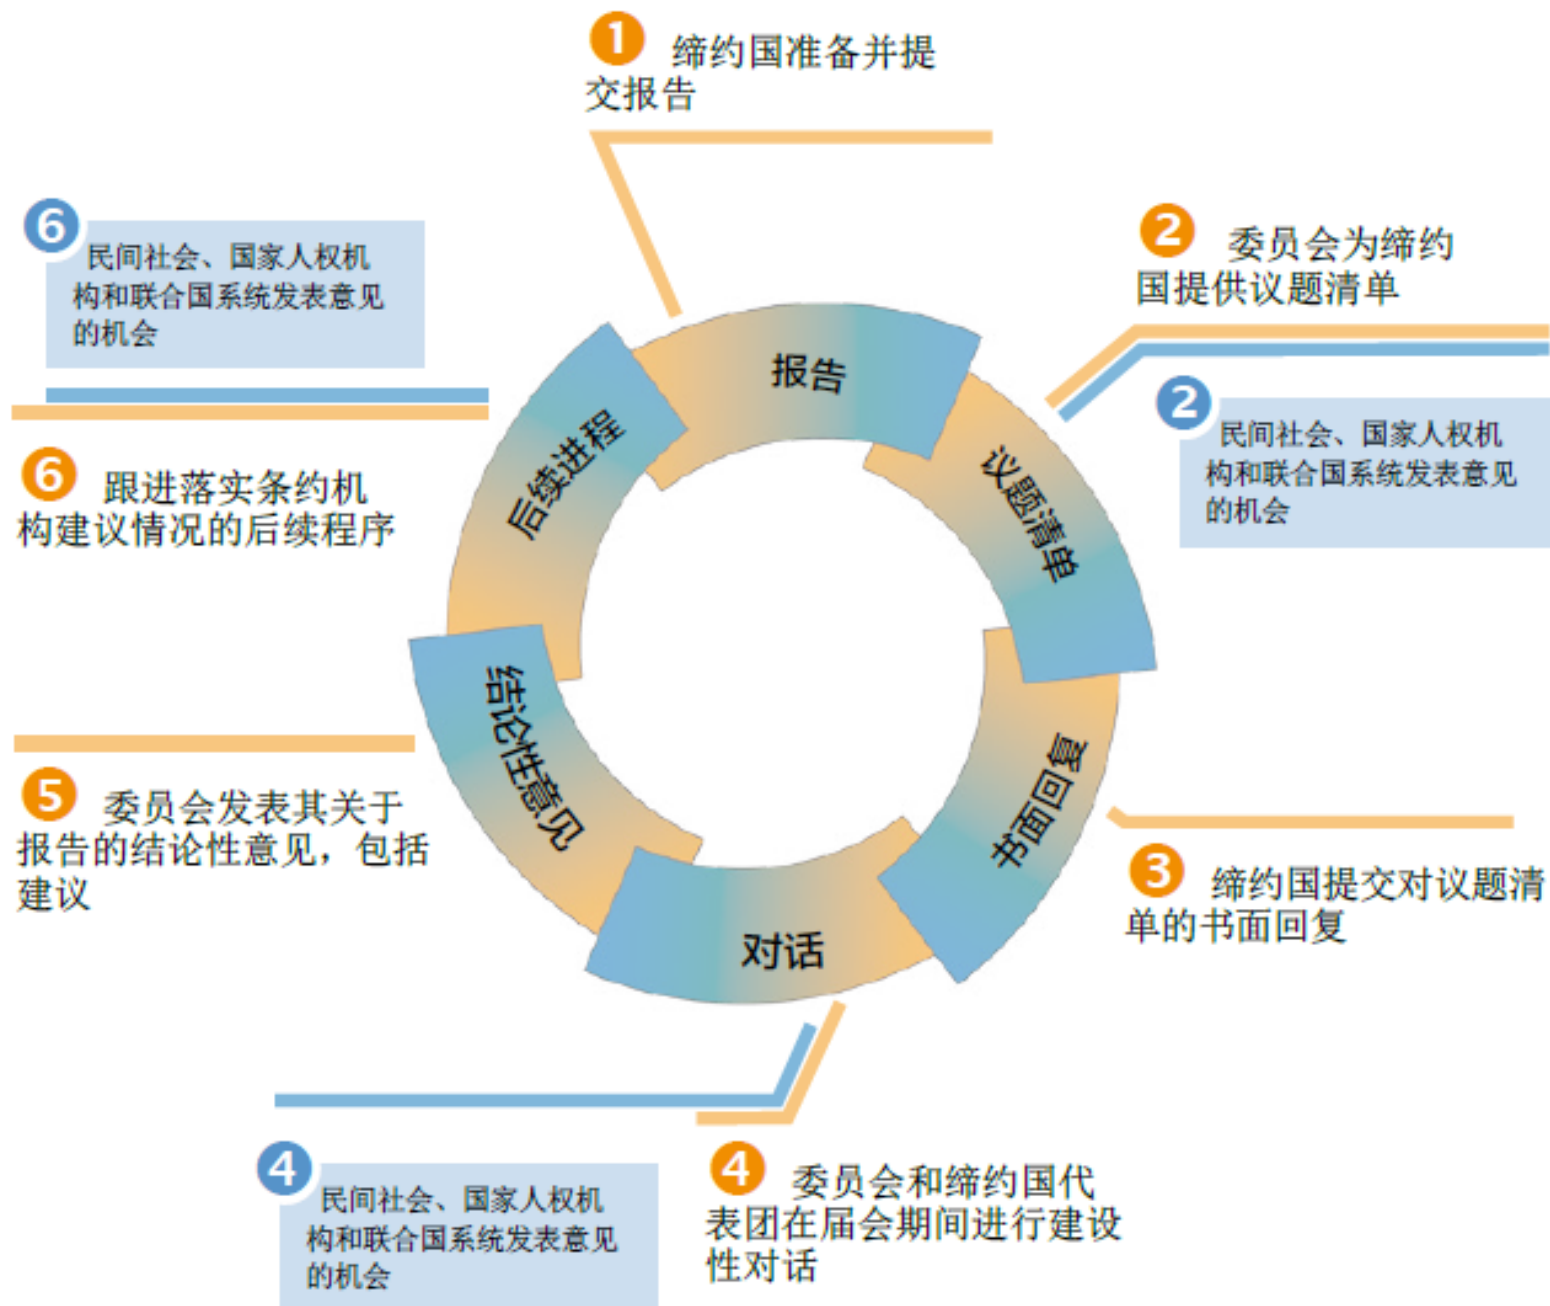 1 缔约国准备并提
交报告
2 委员会为缔约
国提供议题清单
2 民间社会、国家人权机
构和联合国系统发表意见
的机会
3 缔约国提交对议题清
单的书面回复
4 委员会和缔约国代
表团在届会期间进行建设
性对话
4 民间社会、国家人权机
构和联合国系统发表意见
的机会
5 委员会发表其关于
报告的结论性意见，包括
建议
6 跟进落实条约机
构建议情况的后续程序
6 民间社会、国家人权机
构和联合国系统发表意见
的机会
报告
议题清单
书面回复
对话
结论性意见
后续进程